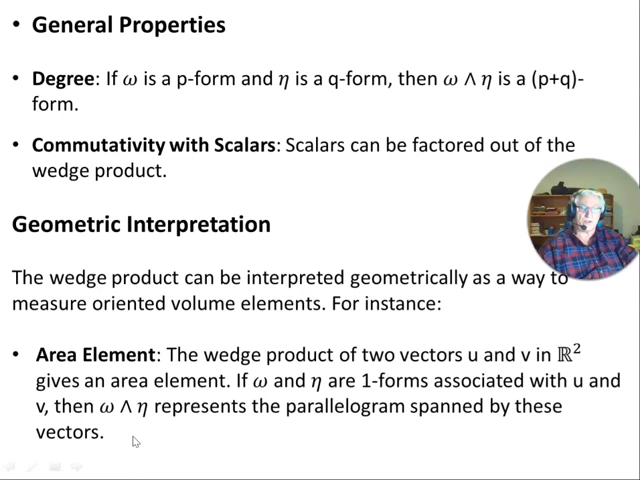 • General Properties
• Degree: If ω is a p-form and η is a q-form, then ω ∧ η is a (p+q)-
form.
• Commutativity with Scalars: Scalars can be factored out of the
wedge product.
Geometric Interpretation
The wedge product can be interpreted geometrically as a way to
measure oriented volume elements. For instance:
• Area Element: The wedge product of two vectors u and v in ℝ²
gives an area element. If ω and η are 1-forms associated with u and
v, then ω ∧ η represents the parallelogram spanned by these
vectors.